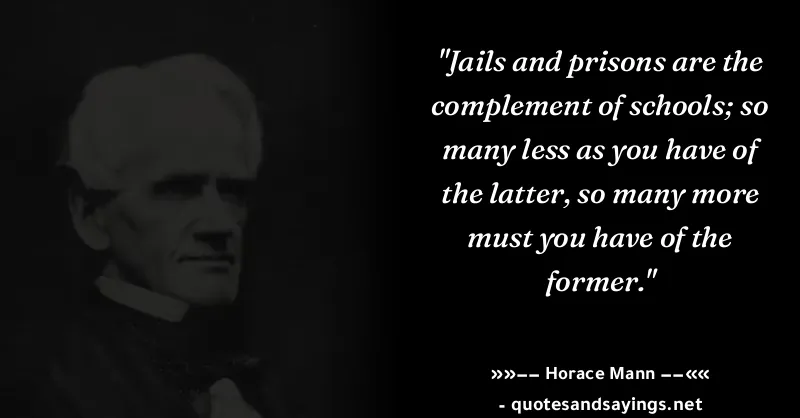 "Jails and prisons are the
complement of schools; so
many less as you have of
the latter, so many more
must you have of the
former."
»»–– Horace Mann ––««
- quotesandsayings.net